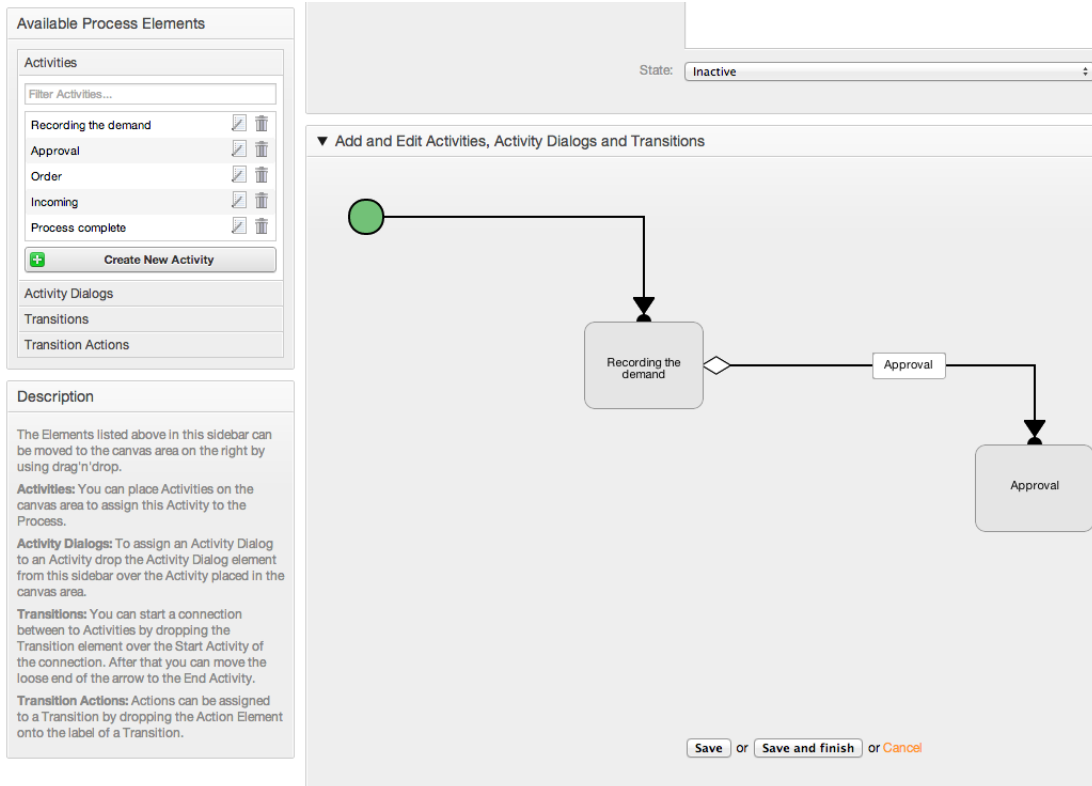 Available Process Elements
Activities
Filter Activities...
Recording the demand
Approval
Order
Incoming
Process complete
Create New Activity
Activity Dialogs
Transitions
Transition Actions
Description
The Elements listed above in this sidebar can
be moved to the canvas area on the right by
using drag'n'drop.
Activities: You can place Activities on the
canvas area to assign this Activity to the
Process.
Activity Dialogs: To assign an Activity Dialog
to an Activity drop the Activity Dialog element
from this sidebar over the Activity placed in the
canvas area.
Transitions: You can start a connection
between to Activities by dropping the
Transition element over the Start Activity of
the connection. After that you can move the
loose end of the arrow to the End Activity.
Transition Actions: Actions can be assigned
to a Transition by dropping the Action Element
onto the label of a Transition.
State: Inactive
Add and Edit Activities, Activity Dialogs and Transitions
Recording the
demand
Approval
Approval
Save or Save and finish or Cancel